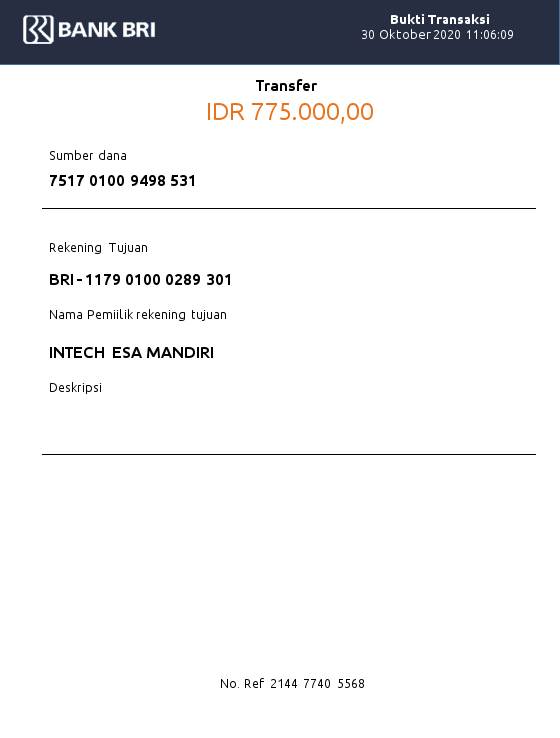 BANK BRI
Bukti Transaksi
30 Oktober 2020 11:06:09
Transfer
IDR 775.000,00
Sumber dana
7517 0100 9498 531
Rekening Tujuan
BRI - 1179 0100 0289 301
Nama Pemiilik rekening tujuan
INTECH ESA MANDIRI
Deskripsi
No. Ref 2144 7740 5568